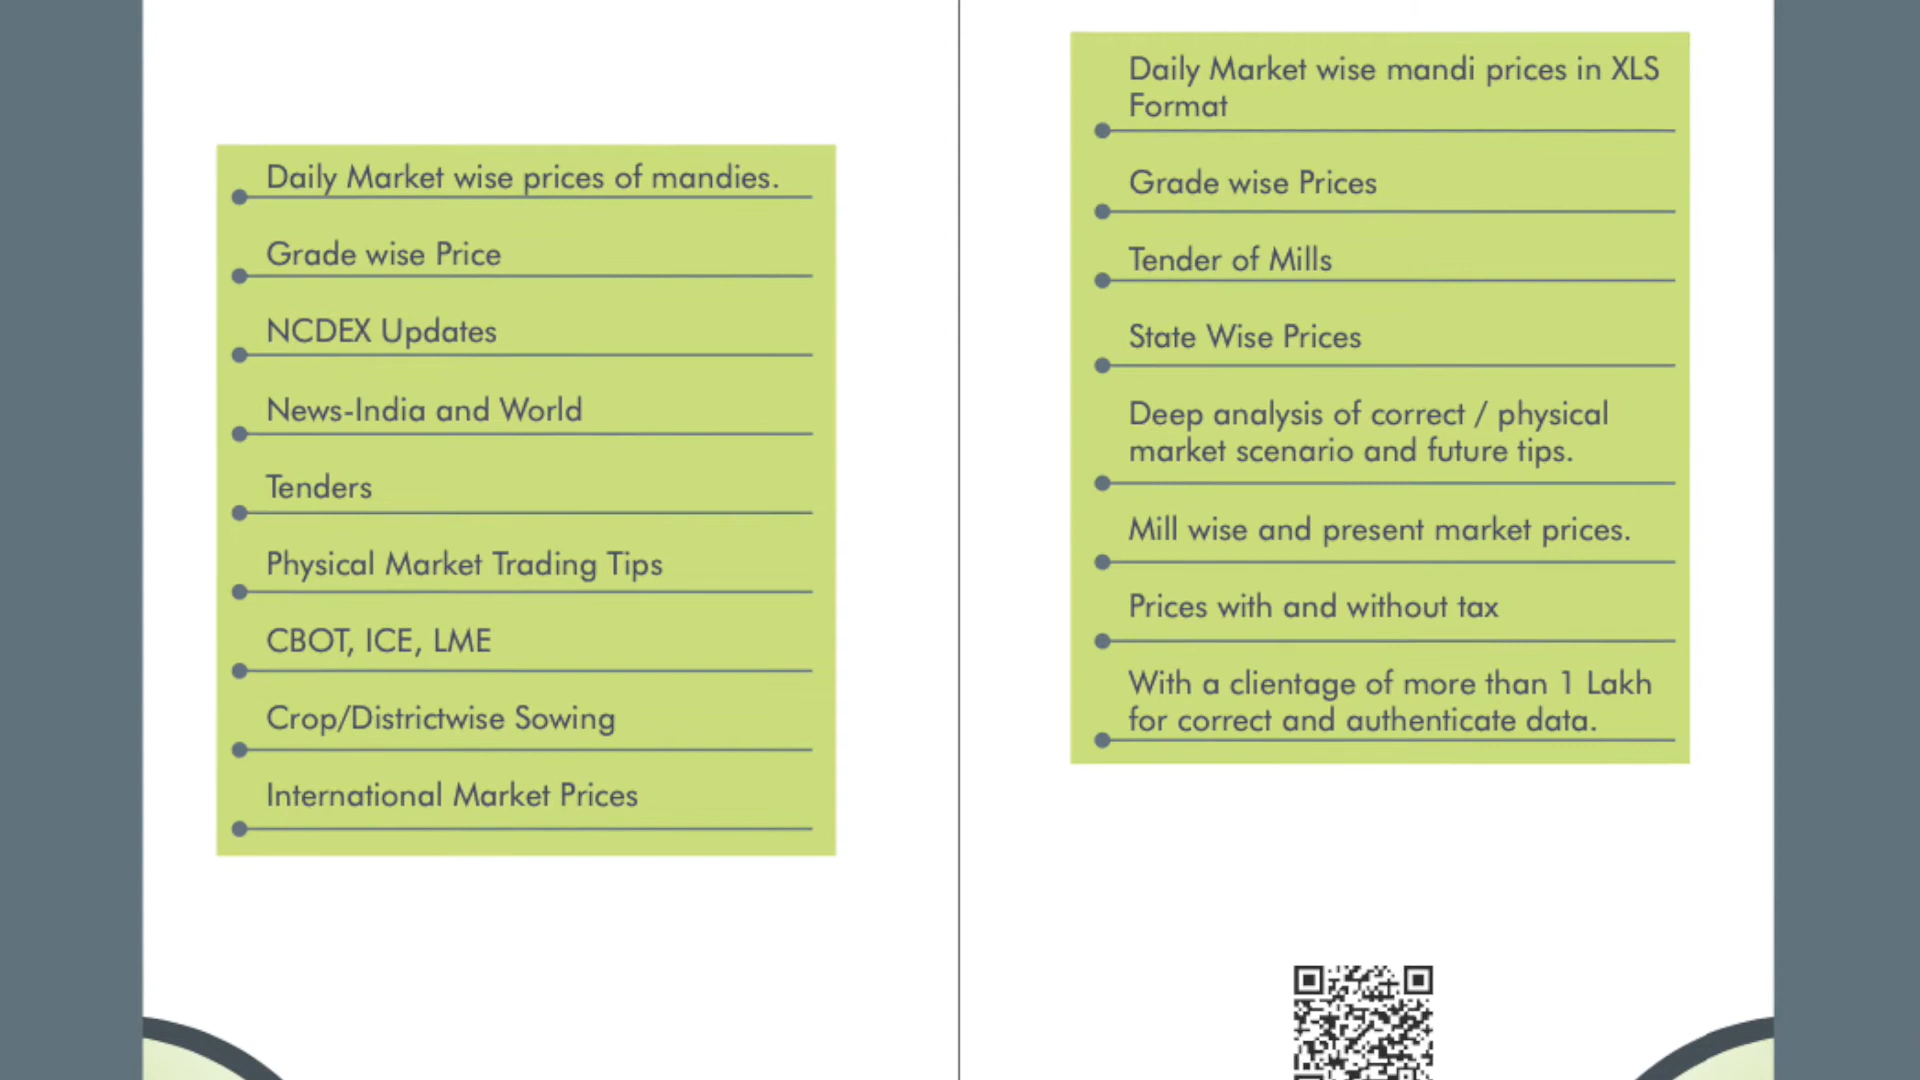 Daily Market wise prices of mandies.
Grade wise Price
NCDEX Updates
News-India and World
Tenders
Physical Market Trading Tips
CBOT, ICE, LME
Crop/Districtwise Sowing
International Market Prices
Daily Market wise mandi prices in XLS
Format
Grade wise Prices
Tender of Mills
State Wise Prices
Deep analysis of correct / physical
market scenario and future tips.
Mill wise and present market prices.
Prices with and without tax
With a clientage of more than 1 Lakh
for correct and authenticate data.